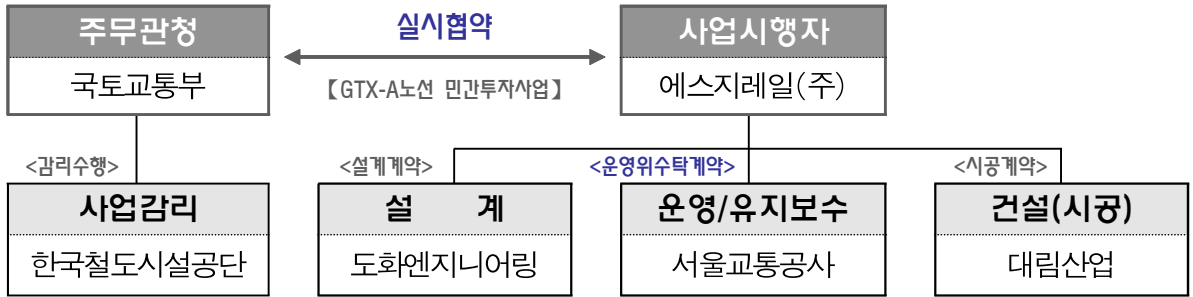 주무관청
실시협약
사업시행자
국토교통부
【GTX-A노선 민간투자사업】
에스지레일(주)
<감리수행>
<설계계약>
<운영위수탁계약>
<시공계약>
사업감리
설 계
운영/유지보수
건설(시공)
한국철도시설공단
도화엔지니어링
서울교통공사
대림산업